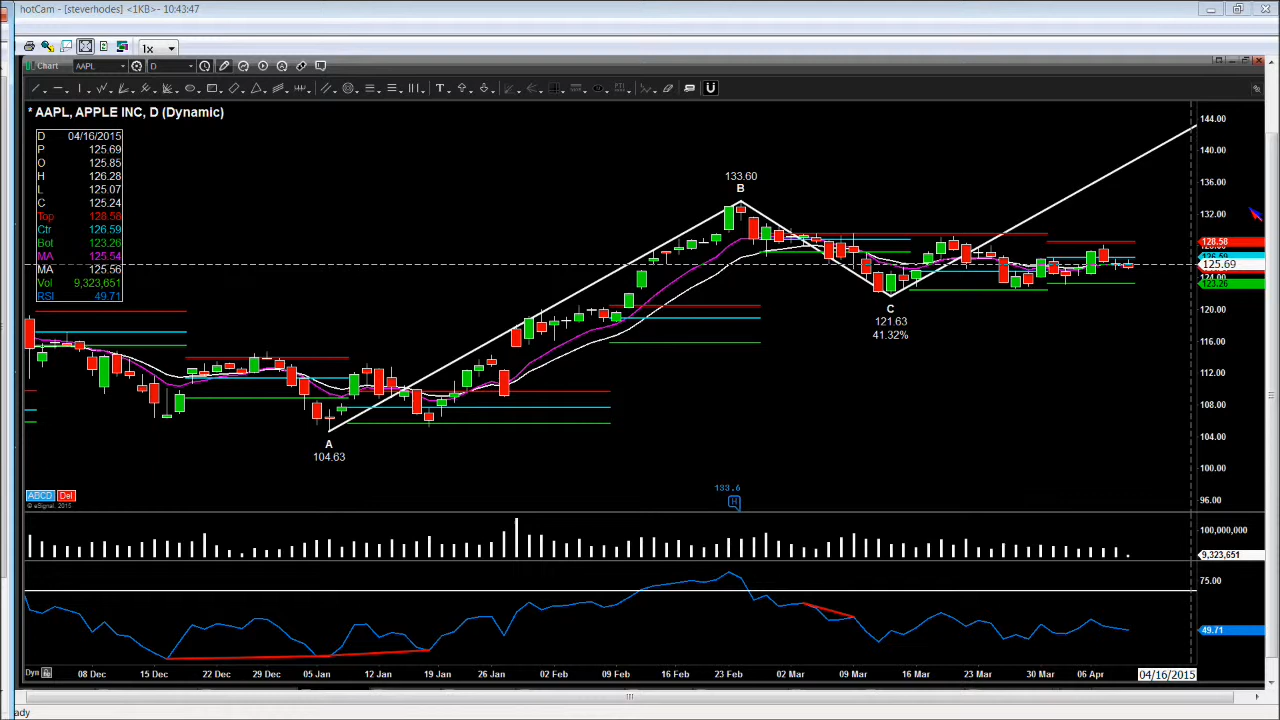 hotCam - [steverhodes] <1KB>- 10:43:47
1x
Chart
AAPL
D
T
U
* AAPL, APPLE INC, D (Dynamic)
D 04/16/2015
P 125.69
O 125.85
H 126.28
L 125.07
C 125.24
Top 128.58
Ctr 126.59
Bot 123.26
MA 125.54
MA 125.56
Vol 9,323,651
RSI 49.71
133.60
B
C
121.63
41.32%
A
104.63
133.6
H
ABCD Del
© eSignal, 2015
144.00
140.00
136.00
132.00
128.58
125.69
124.00
123.26
120.00
116.00
112.00
108.00
104.00
100.00
96.00
100,000,000
9,323,651
75.00
49.71
Dyn
08 Dec 15 Dec 22 Dec 29 Dec 05 Jan 12 Jan 19 Jan 26 Jan 02 Feb 09 Feb 16 Feb 23 Feb 02 Mar 09 Mar 16 Mar 23 Mar 30 Mar 06 Apr 04/16/2015
ady